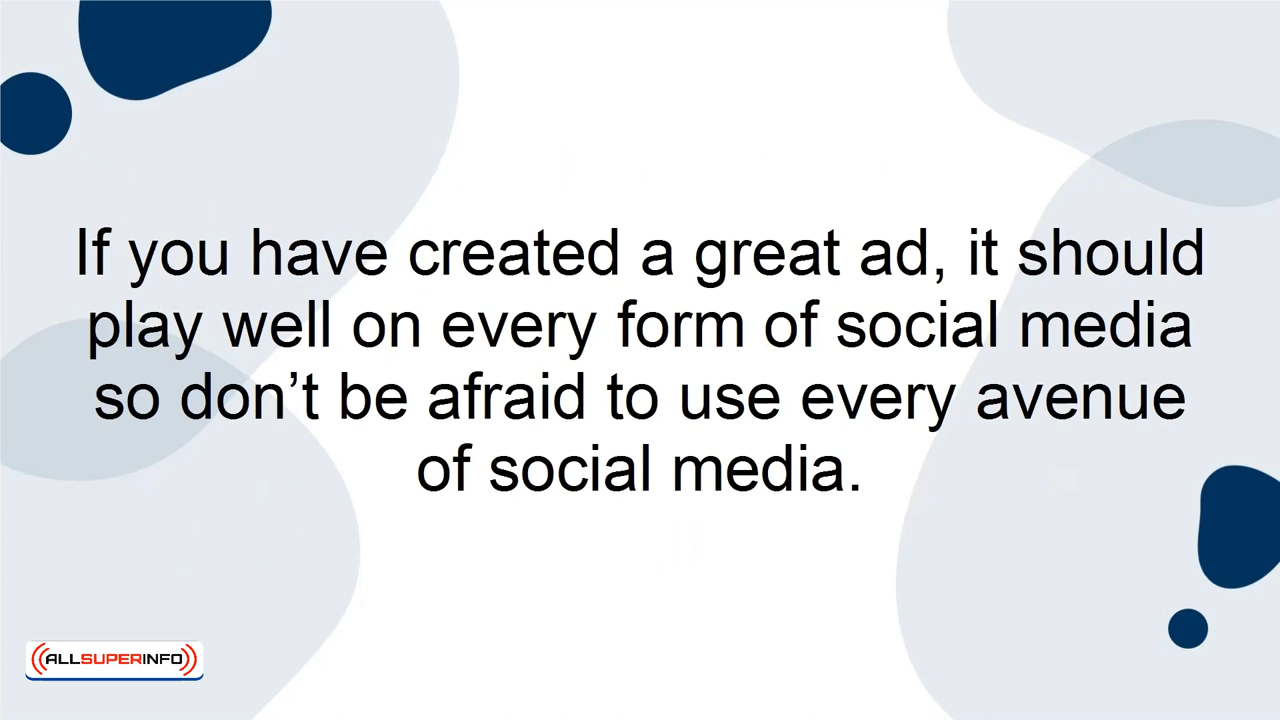 If you have created a great ad, it should
play well on every form of social media
so don’t be afraid to use every avenue
of social media.
ALLSUPERINFO